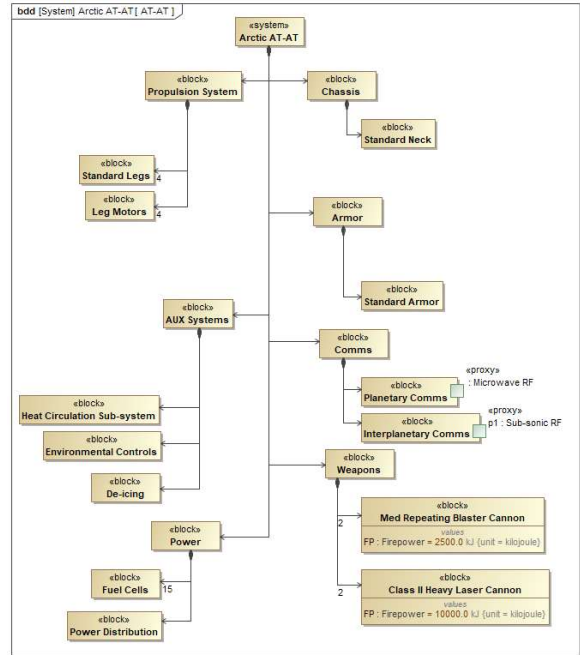 bdd [System] Arctic AT-AT[ AT-AT ]
«system»
Arctic AT-AT
«block»
Propulsion System
«block»
Chassis
«block»
Standard Neck
«block»
Standard Legs
4
«block»
Leg Motors
4
«block»
Armor
«block»
Standard Armor
«block»
AUX Systems
«block»
Comms
«proxy»
: Microwave RF
«block»
Planetary Comms
«proxy»
p1 : Sub-sonic RF
«block»
Interplanetary Comms
«block»
Heat Circulation Sub-system
«block»
Environmental Controls
«block»
De-icing
«block»
Weapons
«block»
Med Repeating Blaster Cannon
values
FP : Firepower = 2500.0 kJ {unit = kilojoule}
2
«block»
Class II Heavy Laser Cannon
values
FP : Firepower = 10000.0 kJ {unit = kilojoule}
2
«block»
Power
«block»
Fuel Cells
15
«block»
Power Distribution